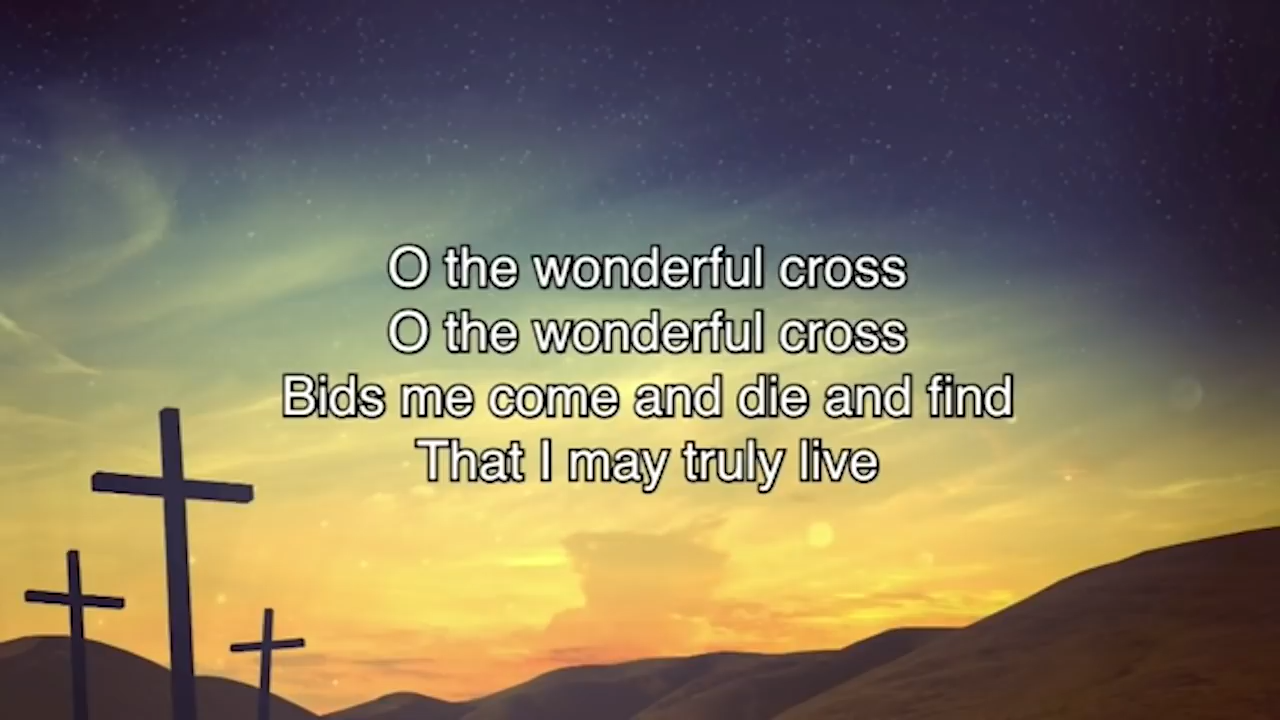 O the wonderful cross
O the wonderful cross
Bids me come and die and find
That I may truly live